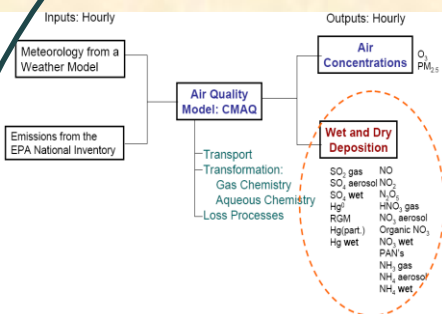 Inputs: Hourly
Outputs: Hourly
Meteorology from a
Weather Model
Emissions from the
EPA National Inventory
Air Quality
Model: CMAQ
Transport
Transformation:
Gas Chemistry
Aqueous Chemistry
Loss Processes
Air
Concentrations
O₃
PM₂.₅
Wet and Dry
Deposition
SO₂ gas
SO₄ aerosol
SO₄ wet
Hg⁰
RGM
Hg(part.)
Hg wet
NO
NO₂
N₂O₅
HNO₃ gas
NO₃ aerosol
Organic NO₃
NO₃ wet
PAN's
NH₃ gas
NH₄ aerosol
NH₄ wet